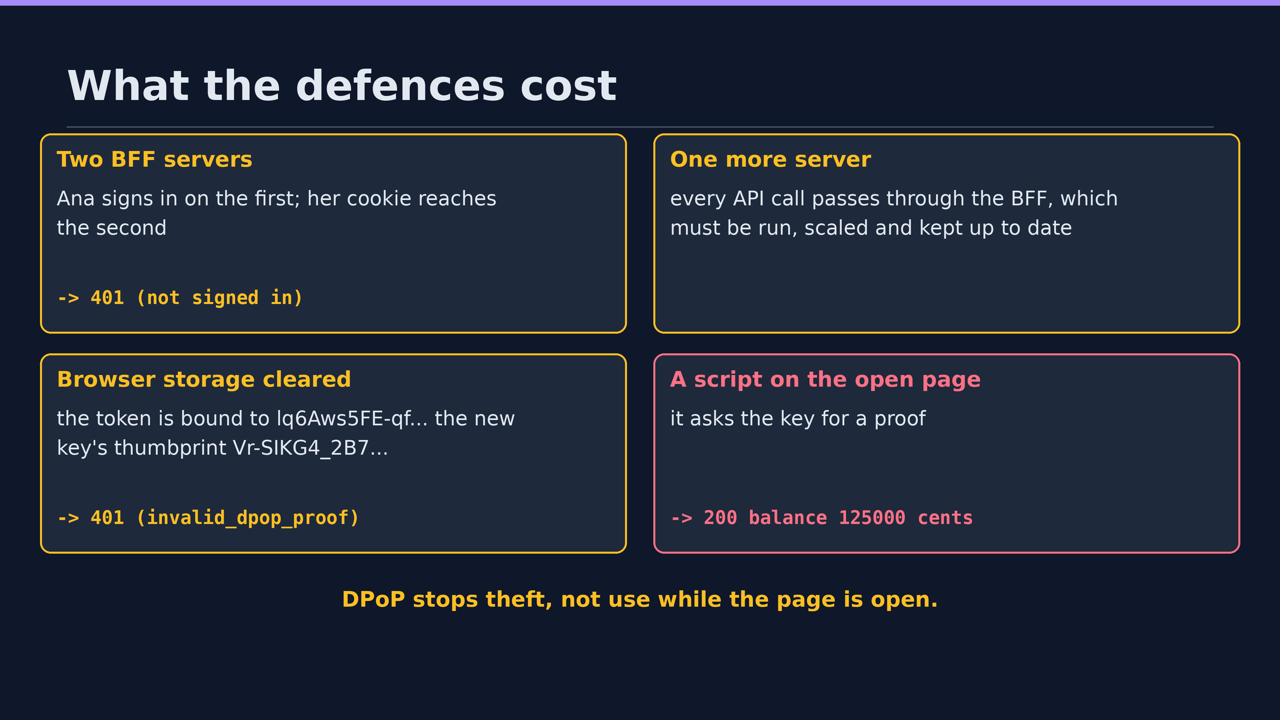 What the defences cost
Two BFF servers
Ana signs in on the first; her cookie reaches
the second
-> 401 (not signed in)
One more server
every API call passes through the BFF, which
must be run, scaled and kept up to date
Browser storage cleared
the token is bound to lq6Aws5FE-qf... the new
key's thumbprint Vr-SIKG4_2B7...
-> 401 (invalid_dpop_proof)
A script on the open page
it asks the key for a proof
-> 200 balance 125000 cents
DPoP stops theft, not use while the page is open.